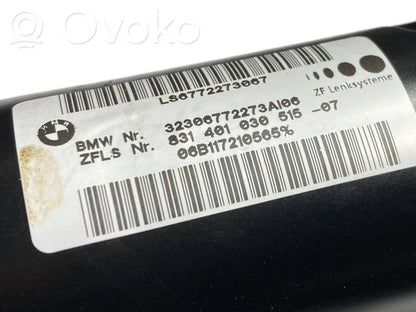 Ovoko
LS6772273067
BMW Nr. 32306772273AI06
ZFLS Nr. 831 401 030 515 -07
06B117210565%
ZF Lenksysteme